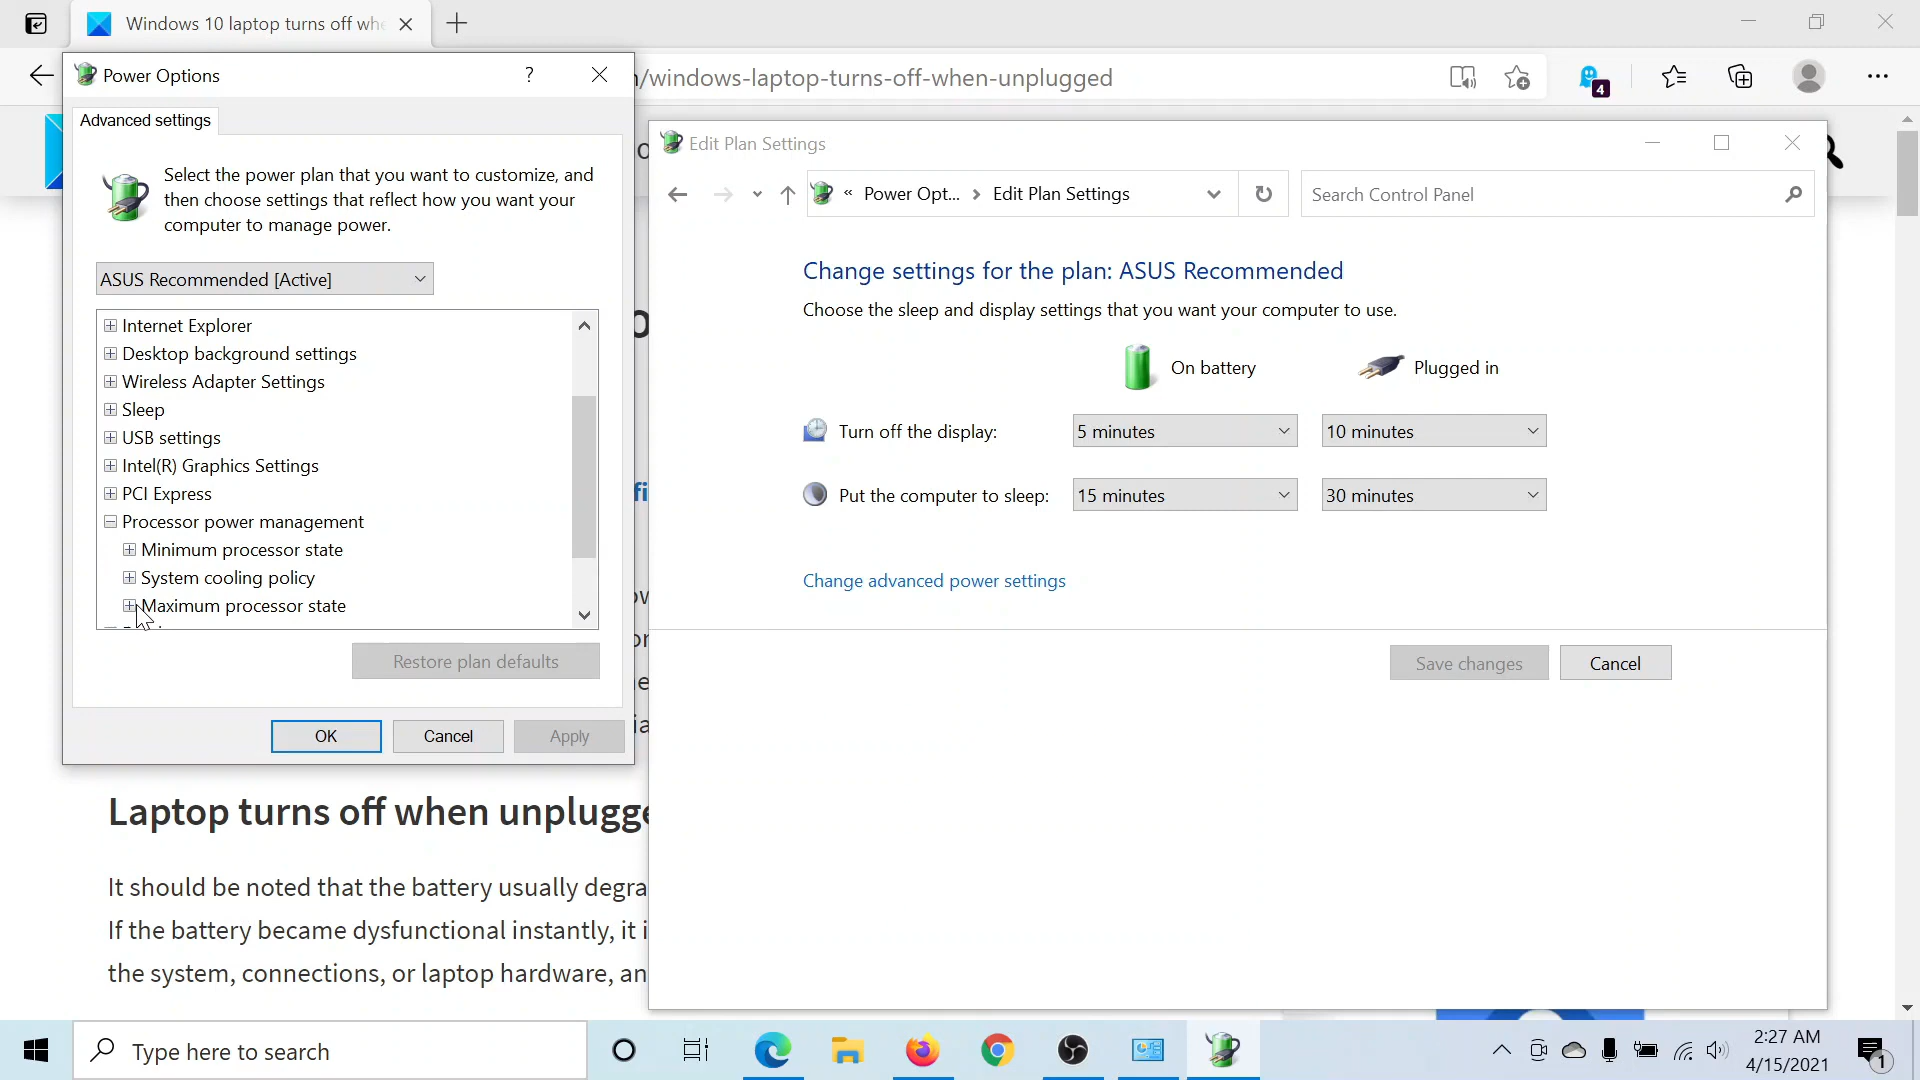 Windows 10 laptop turns off whe
/windows-laptop-turns-off-when-unplugged
4
Power Options
?
Advanced settings
Select the power plan that you want to customize, and
then choose settings that reflect how you want your
computer to manage power.
ASUS Recommended [Active]
Internet Explorer
Desktop background settings
Wireless Adapter Settings
Sleep
USB settings
Intel(R) Graphics Settings
PCI Express
Processor power management
Minimum processor state
System cooling policy
Maximum processor state
Restore plan defaults
OK
Cancel
Apply
Edit Plan Settings
« Power Opt... > Edit Plan Settings
Search Control Panel
Change settings for the plan: ASUS Recommended
Choose the sleep and display settings that you want your computer to use.
On battery
Plugged in
Turn off the display:
5 minutes
10 minutes
Put the computer to sleep:
15 minutes
30 minutes
Change advanced power settings
Save changes
Cancel
Laptop turns off when unplugge
It should be noted that the battery usually degra
If the battery became dysfunctional instantly, it i
the system, connections, or laptop hardware, an
Type here to search
2:27 AM
4/15/2021
1